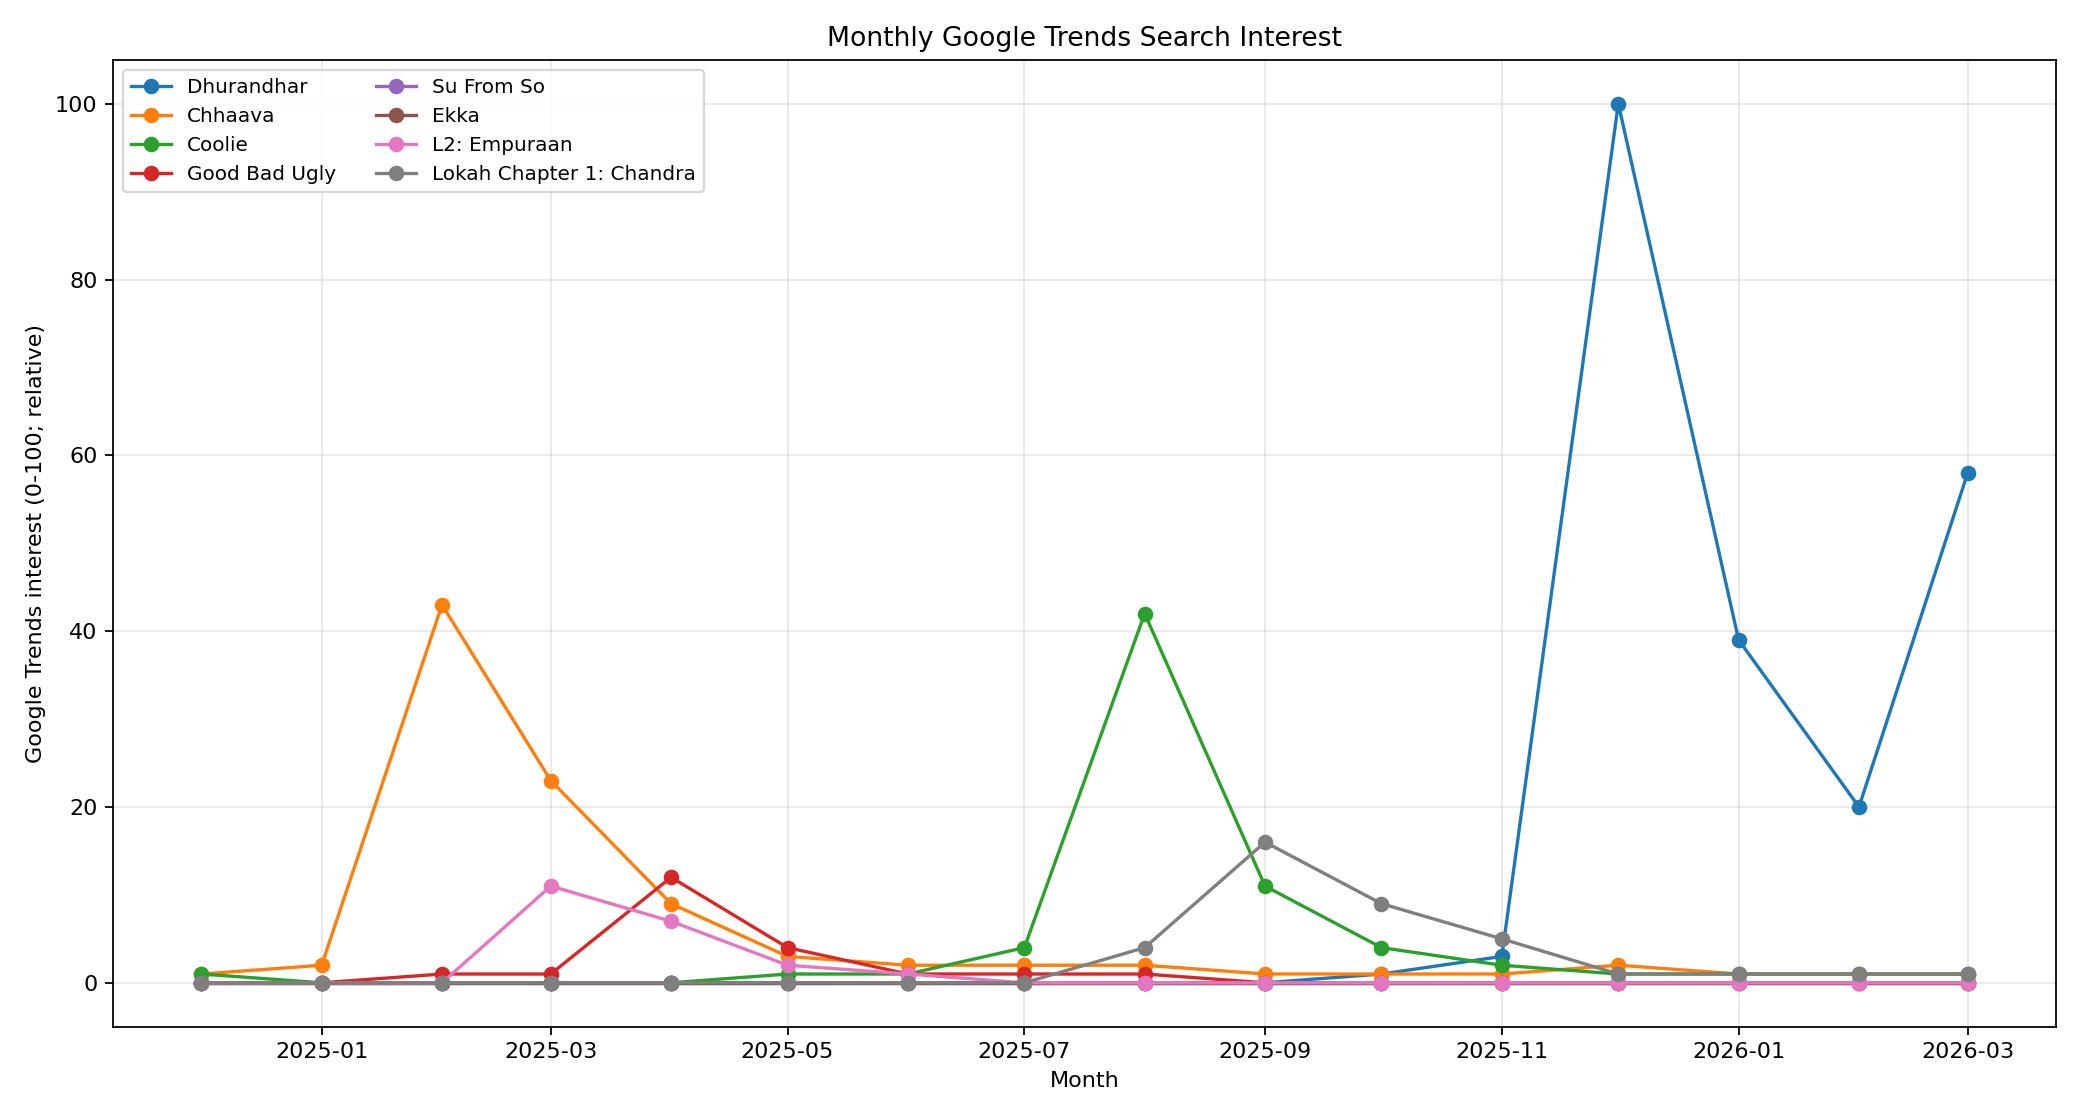 Monthly Google Trends Search Interest
Dhurandhar
Chhaava
Coolie
Good Bad Ugly
Su From So
Ekka
L2: Empuraan
Lokah Chapter 1: Chandra
Google Trends interest (0-100; relative)
100
80
60
40
20
0
2025-01
2025-03
2025-05
2025-07
2025-09
2025-11
2026-01
2026-03
Month